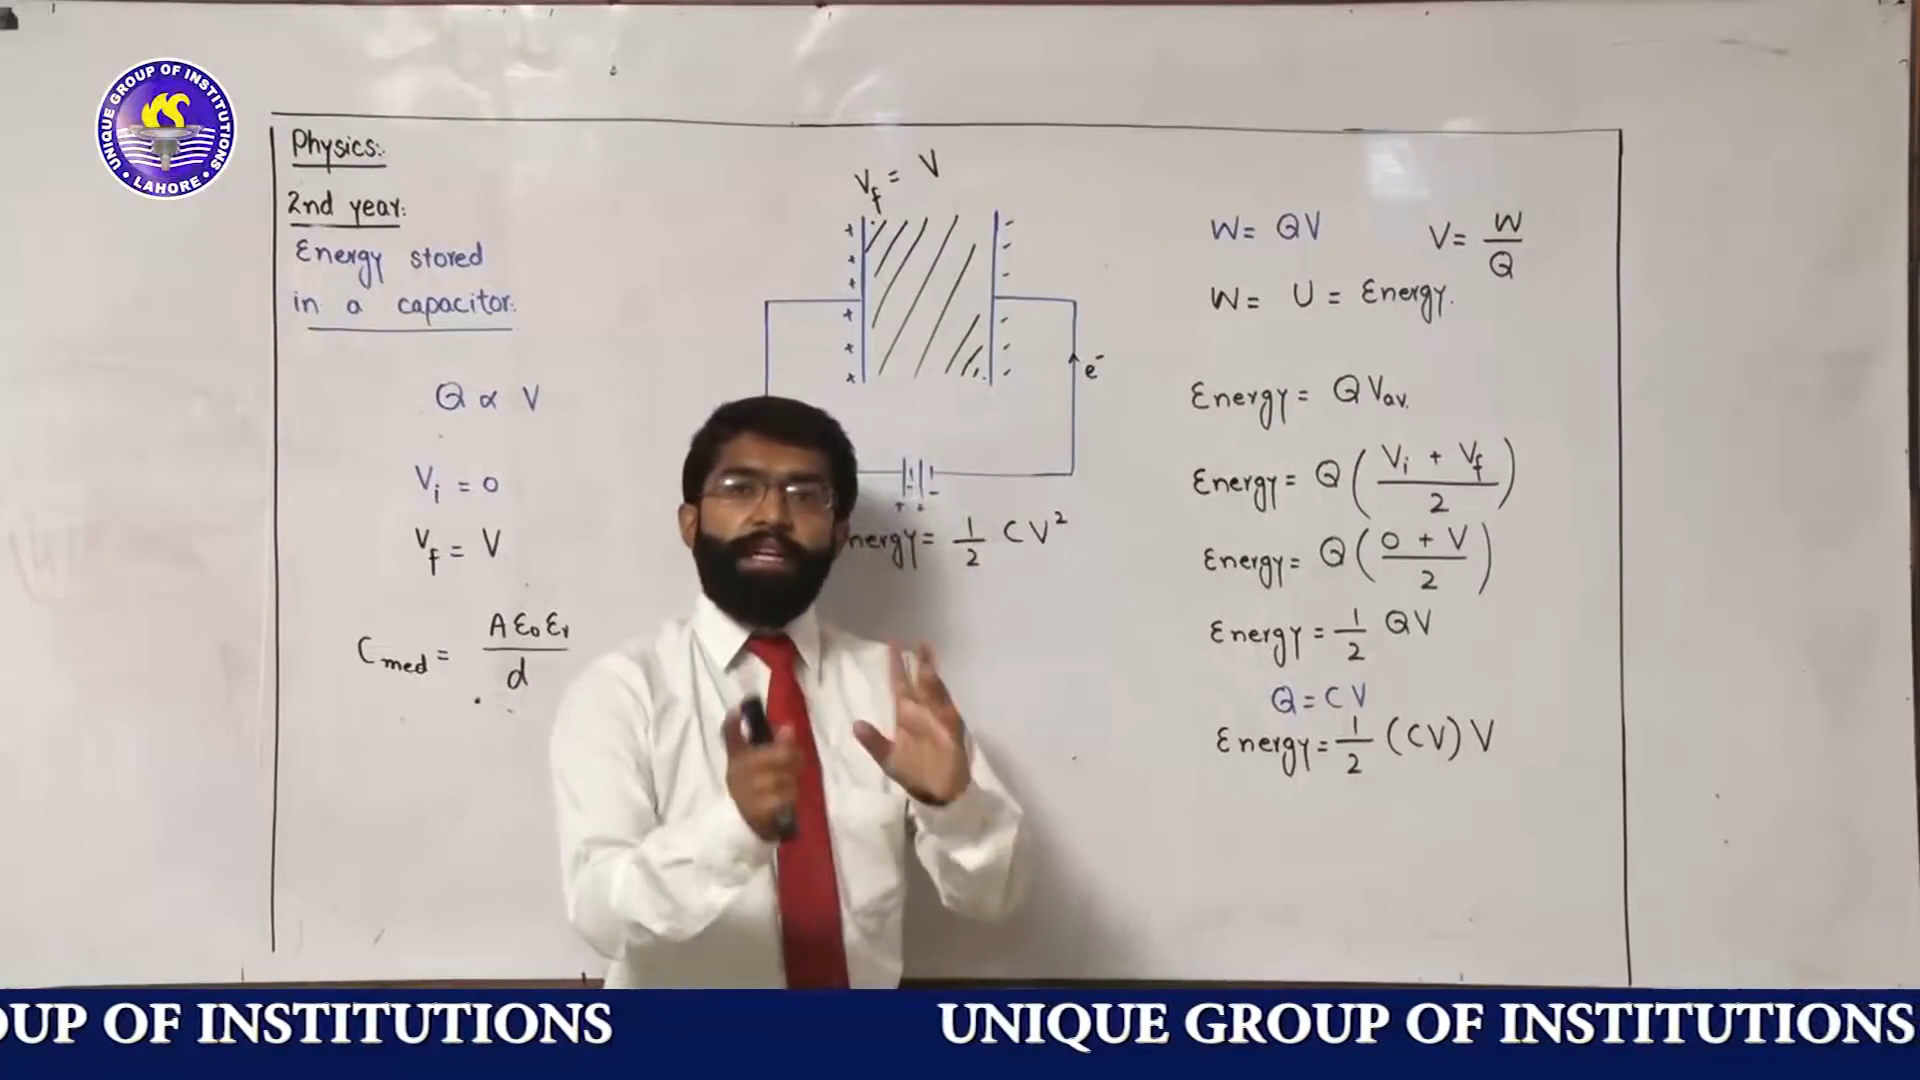 UNIQUE GROUP OF INSTITUTIONS
• LAHORE •
Physics:
2nd year:
Energy stored
in a capacitor:
Q ∝ V
Vi = 0
Vf = V
Cmed = Aε0εr / d
Vf = V
+ + + + + +
- - - - - -
e-
nergy = 1/2 CV²
W = QV
V = W/Q
W = U = Energy.
Energy = QVav.
Energy = Q(Vi + Vf / 2)
Energy = Q(0 + V / 2)
Energy = 1/2 QV
Q = CV
Energy = 1/2 (CV) V
OUP OF INSTITUTIONS
UNIQUE GROUP OF INSTITUTIONS